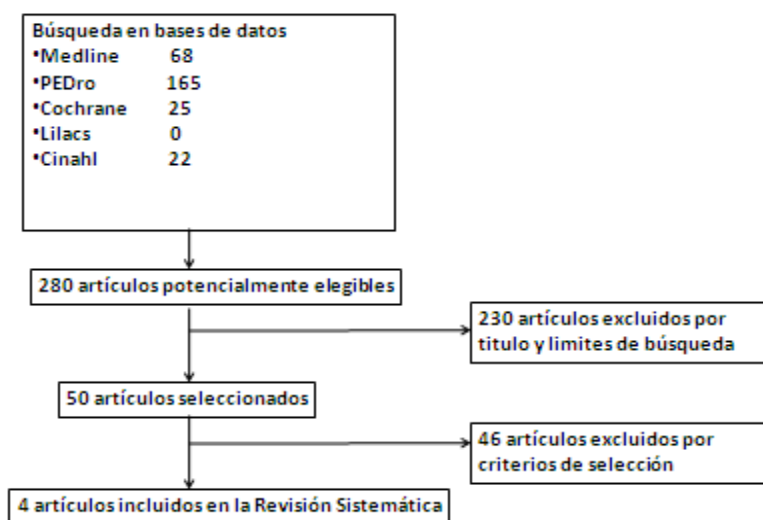 Búsqueda en bases de datos
•Medline 68
•PEDro 165
•Cochrane 25
•Lilacs 0
•Cinahl 22
280 artículos potencialmente elegibles
230 artículos excluidos por
titulo y limites de búsqueda
50 artículos seleccionados
46 artículos excluidos por
criterios de selección
4 artículos incluidos en la Revisión Sistemática